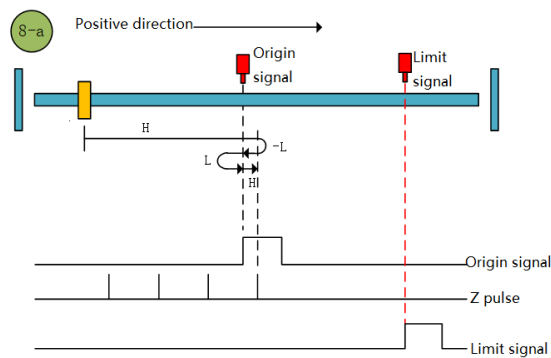 8-a
Positive direction
Origin
signal
Limit
signal
H
-L
L
H
Origin signal
Z pulse
Limit signal